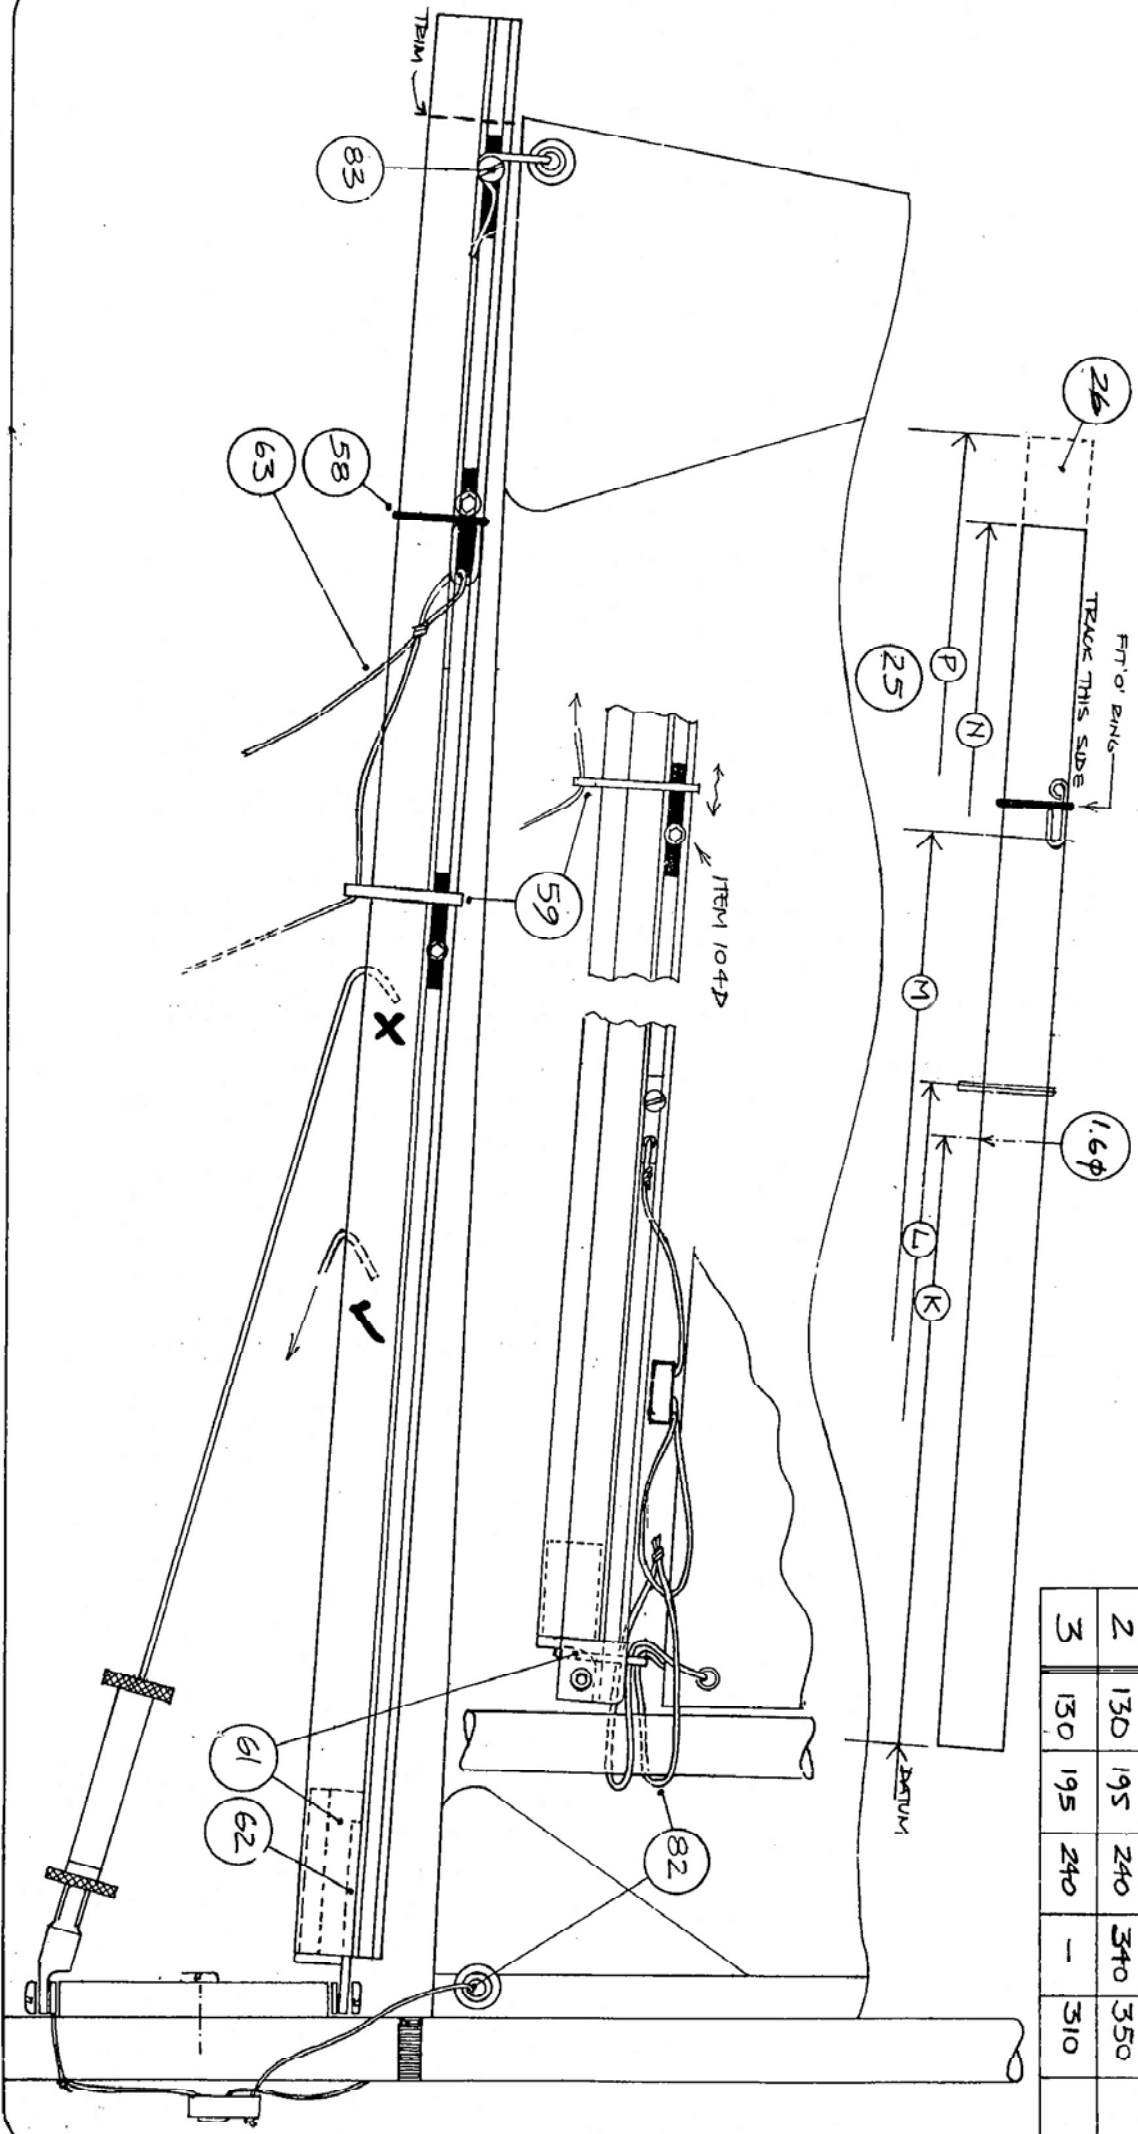 TRIM
83
58
63
26
25
P
N
FIT 'O' RING
TRACK THIS SIDE
59
ITEM 104D
M
L
K
1.6ϕ
X
61
62
82
DATUM
2 130 195 240 340 350
3 130 195 240 – 310